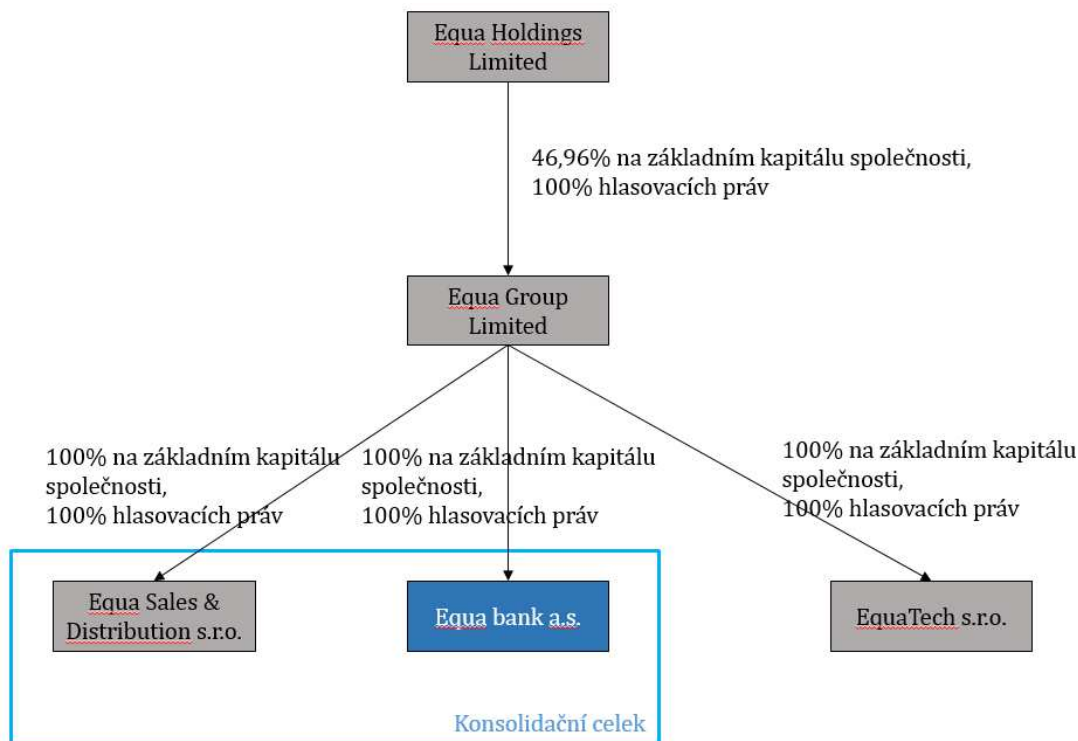 Equa Holdings
Limited
46,96% na základním kapitálu společnosti,
100% hlasovacích práv
Equa Group
Limited
100% na základním kapitálu
společnosti,
100% hlasovacích práv
100% na základním kapitálu
společnosti,
100% hlasovacích práv
100% na základním kapitálu
společnosti,
100% hlasovacích práv
Equa Sales &
Distribution s.r.o.
Equa bank a.s.
EquaTech s.r.o.
Konsolidační celek